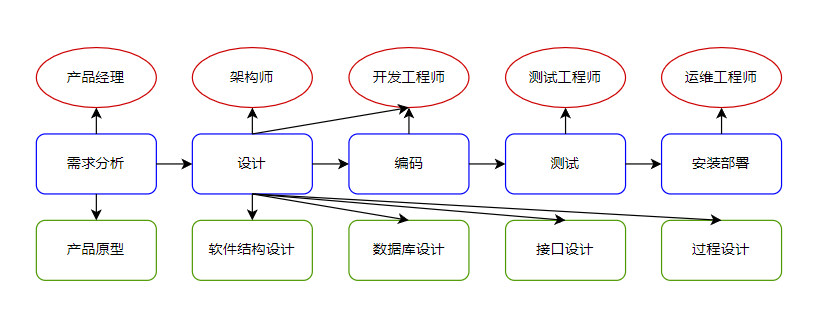 产品经理
架构师
开发工程师
测试工程师
运维工程师
需求分析
设计
编码
测试
安装部署
产品原型
软件结构设计
数据库设计
接口设计
过程设计